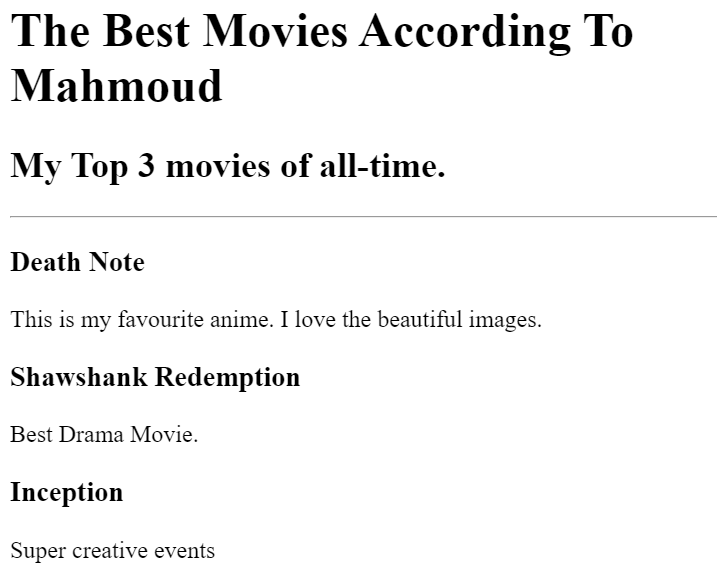 The Best Movies According To
Mahmoud
My Top 3 movies of all-time.
Death Note
This is my favourite anime. I love the beautiful images.
Shawshank Redemption
Best Drama Movie.
Inception
Super creative events